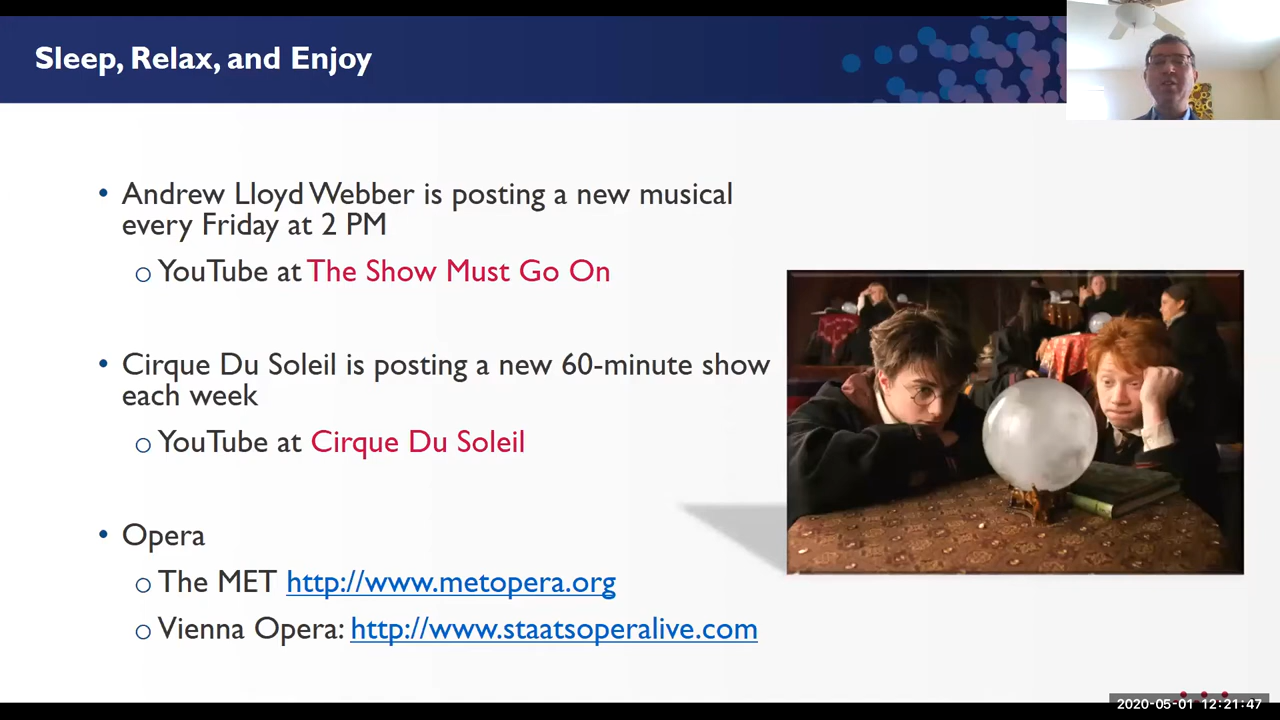 Sleep, Relax, and Enjoy
• Andrew Lloyd Webber is posting a new musical
every Friday at 2 PM
o YouTube at The Show Must Go On
• Cirque Du Soleil is posting a new 60-minute show
each week
o YouTube at Cirque Du Soleil
• Opera
o The MET http://www.metopera.org
o Vienna Opera: http://www.staatsoperalive.com
2020-05-01 12:21:47